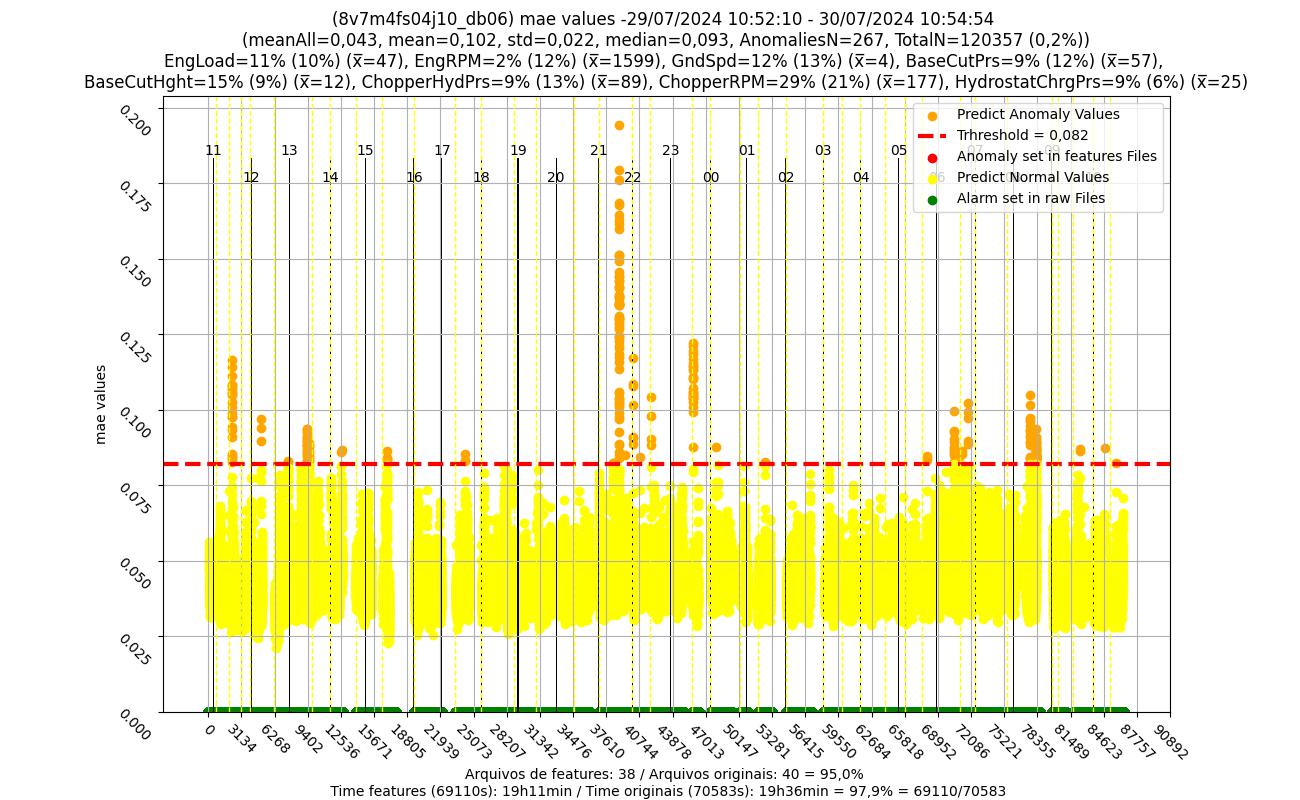 (8v7m4fs04j10_db06) mae values -29/07/2024 10:52:10 - 30/07/2024 10:54:54
(meanAll=0,043, mean=0,102, std=0,022, median=0,093, AnomaliesN=267, TotalN=120357 (0,2%))
EngLoad=11% (10%) (x̅=47), EngRPM=2% (12%) (x̅=1599), GndSpd=12% (13%) (x̅=4), BaseCutPrs=9% (12%) (x̅=57),
BaseCutHght=15% (9%) (x̅=12), ChopperHydPrs=9% (13%) (x̅=89), ChopperRPM=29% (21%) (x̅=177), HydrostatChrgPrs=9% (6%) (x̅=25)
Predict Anomaly Values
Trhreshold = 0,082
Anomaly set in features Files
Predict Normal Values
Alarm set in raw Files
11 13 15 17 19 21 23 01 03 05 07 09
12 14 16 18 20 22 00 02 04 06
mae values
0.200
0.175
0.150
0.125
0.100
0.075
0.050
0.025
0.000
0 3134 6268 9402 12536 15671 18805 21939 25073 28207 31342 34476 37610 40744 43878 47013 50147 53281 56415 59550 62684 65818 68952 72086 75221 78355 81489 84623 87757 90892
Arquivos de features: 38 / Arquivos originais: 40 = 95,0%
Time features (69110s): 19h11min / Time originais (70583s): 19h36min = 97,9% = 69110/70583